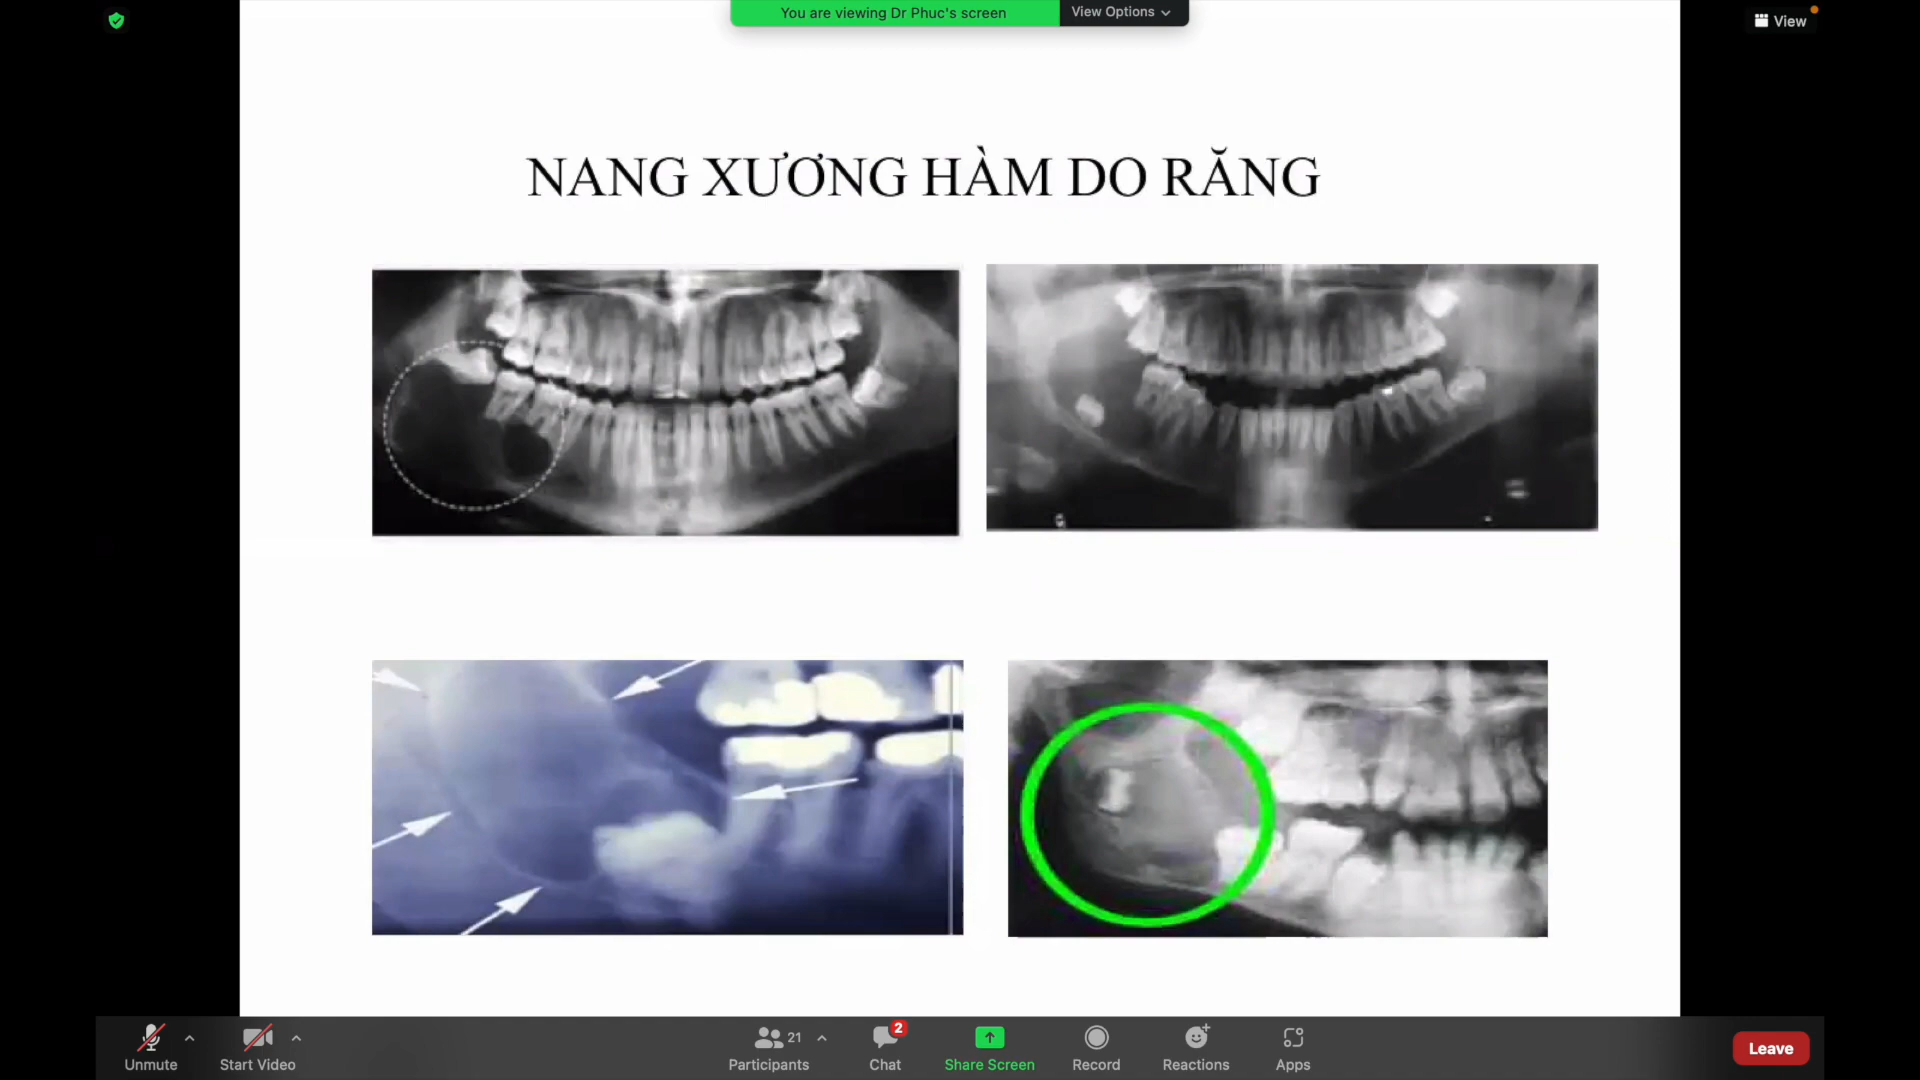 You are viewing Dr Phuc's screen
View Options
View
NANG XƯƠNG HÀM DO RĂNG
Unmute
Start Video
21
Participants
2
Chat
Share Screen
Record
Reactions
Apps
Leave